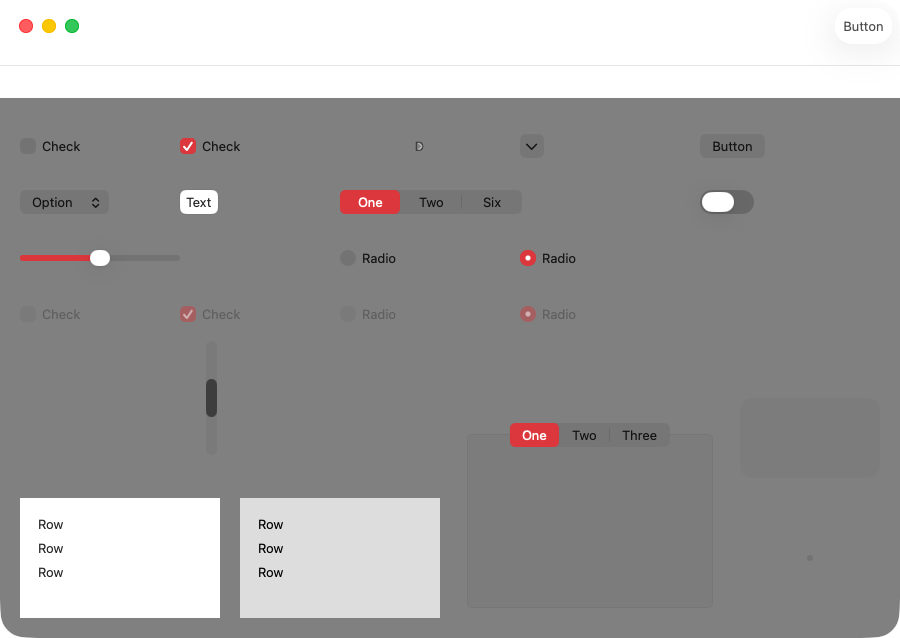 Button
Check
Check
Button
Option
Text
One
Two
Six
Radio
Radio
Check
Check
Radio
Radio
One
Two
Three
Row
Row
Row
Row
Row
Row